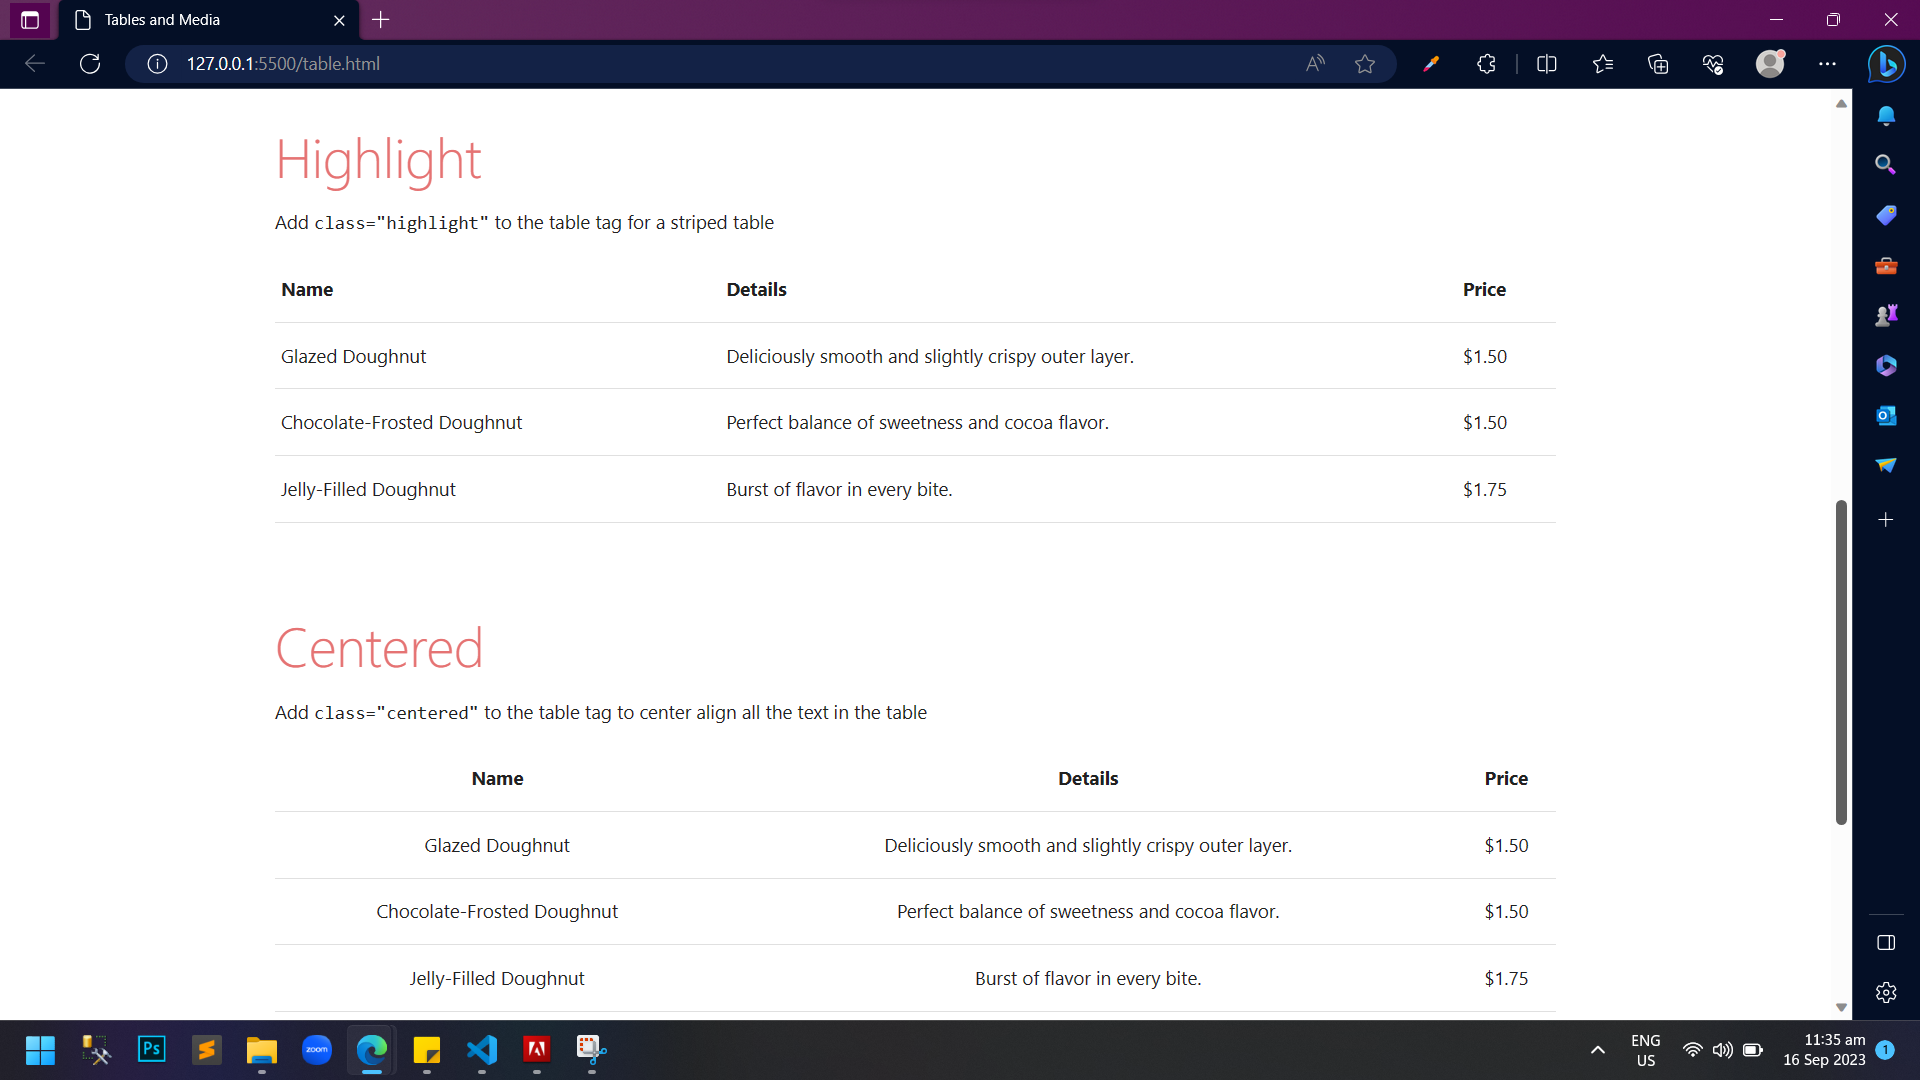 Tables and Media
127.0.0.1:5500/table.html
Highlight
Add class="highlight" to the table tag for a striped table
Name Details Price
Glazed Doughnut Deliciously smooth and slightly crispy outer layer. $1.50
Chocolate-Frosted Doughnut Perfect balance of sweetness and cocoa flavor. $1.50
Jelly-Filled Doughnut Burst of flavor in every bite. $1.75
Centered
Add class="centered" to the table tag to center align all the text in the table
Name Details Price
Glazed Doughnut Deliciously smooth and slightly crispy outer layer. $1.50
Chocolate-Frosted Doughnut Perfect balance of sweetness and cocoa flavor. $1.50
Jelly-Filled Doughnut Burst of flavor in every bite. $1.75
Ps
zoom
ENG
US
11:35 am
16 Sep 2023
1